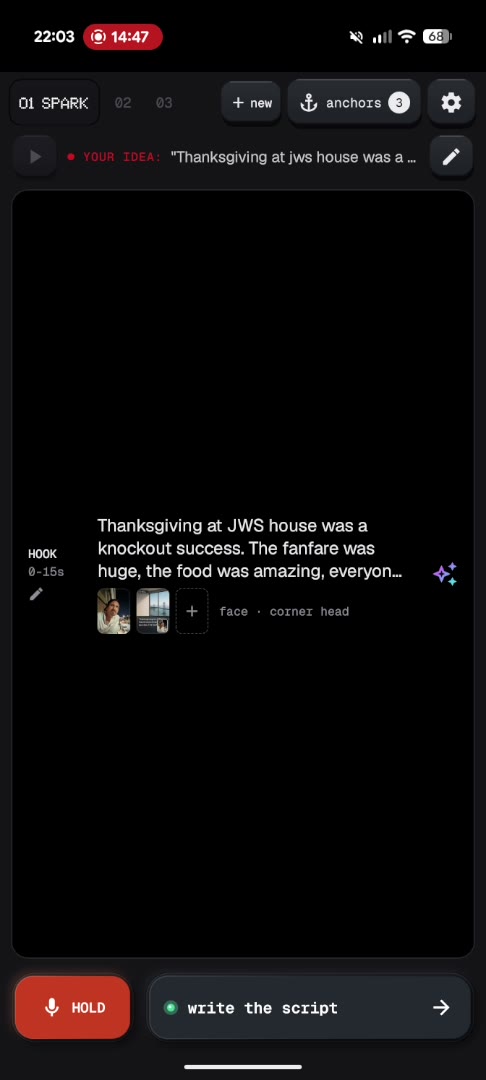 22:03 14:47 68
01 SPARK 02 03 + new anchors 3
YOUR IDEA: "Thanksgiving at jws house was a ...
Thanksgiving at JWS house was a
knockout success. The fanfare was
huge, the food was amazing, everyon...
HOOK
0-15s
face · corner head
HOLD
write the script